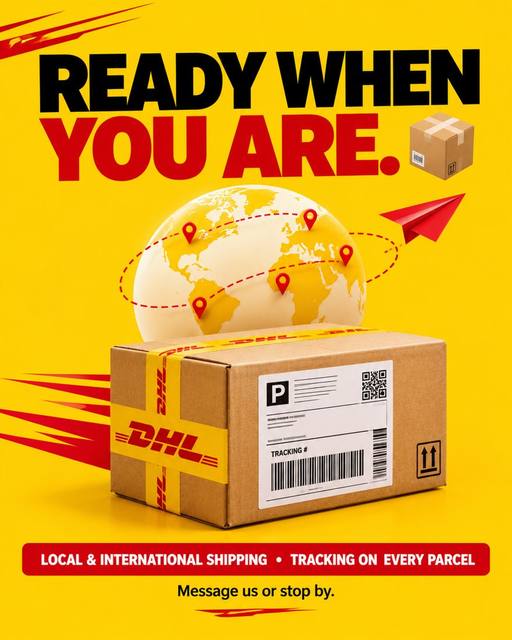 READY WHEN
YOU ARE.
DHL
DHL
DHL
P
TRACKING #
LOCAL & INTERNATIONAL SHIPPING • TRACKING ON EVERY PARCEL
Message us or stop by.